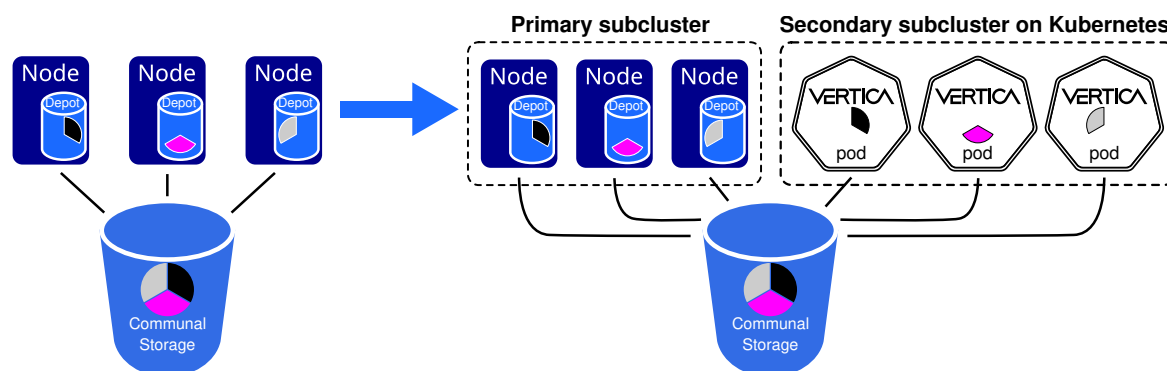 Primary subcluster
Secondary subcluster on Kubernetes
Node
Node
Node
Depot
Depot
Depot
Node
Node
Node
Depot
Depot
Depot
VERTICA
VERTICA
VERTICA
pod
pod
pod
Communal
Storage
Communal
Storage